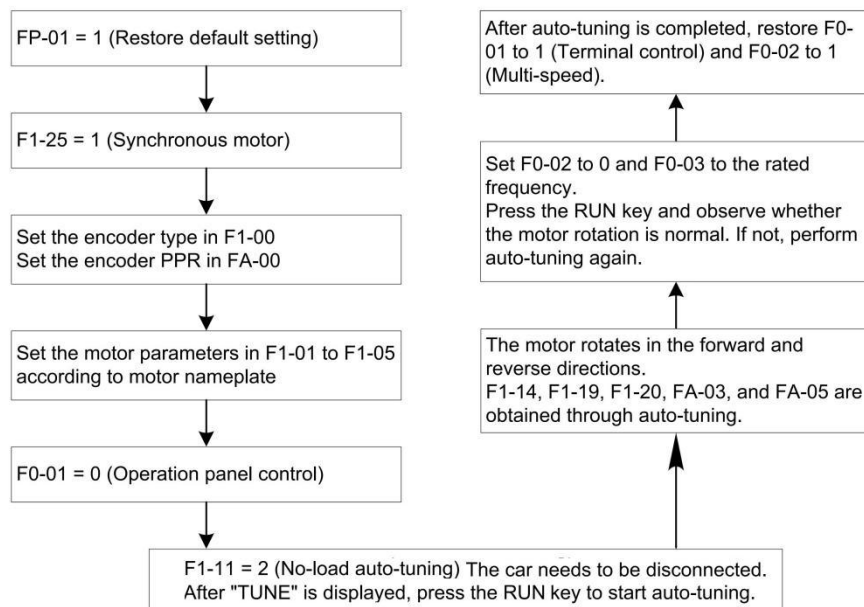 FP-01 = 1 (Restore default setting)
F1-25 = 1 (Synchronous motor)
Set the encoder type in F1-00
Set the encoder PPR in FA-00
Set the motor parameters in F1-01 to F1-05
according to motor nameplate
F0-01 = 0 (Operation panel control)
F1-11 = 2 (No-load auto-tuning) The car needs to be disconnected.
After "TUNE" is displayed, press the RUN key to start auto-tuning.
The motor rotates in the forward and
reverse directions.
F1-14, F1-19, F1-20, FA-03, and FA-05 are
obtained through auto-tuning.
Set F0-02 to 0 and F0-03 to the rated
frequency.
Press the RUN key and observe whether
the motor rotation is normal. If not, perform
auto-tuning again.
After auto-tuning is completed, restore F0-
01 to 1 (Terminal control) and F0-02 to 1
(Multi-speed).